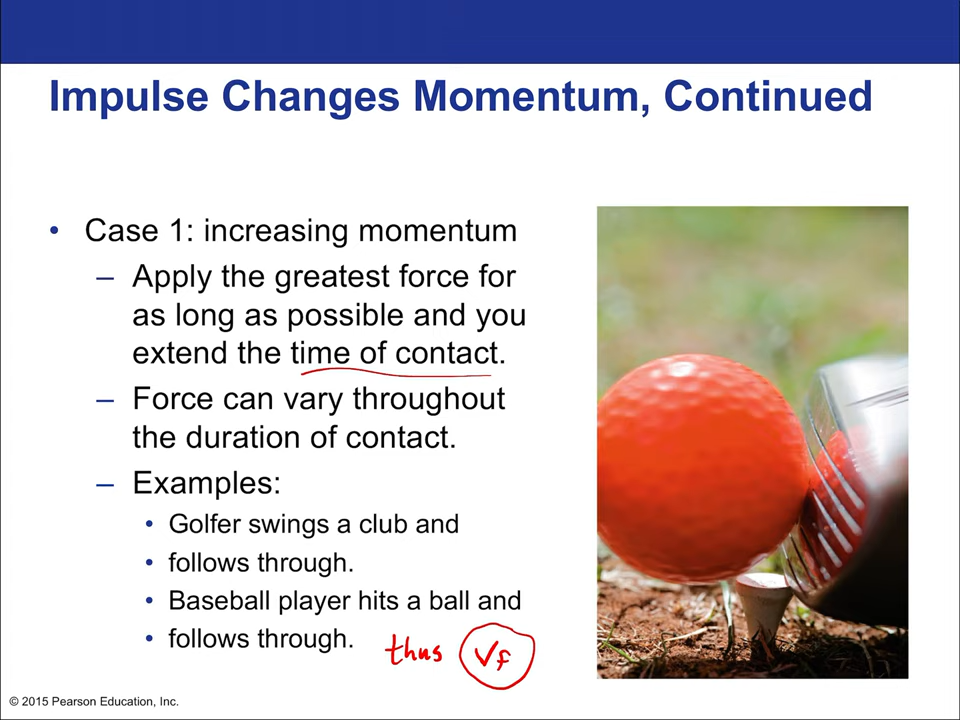 Impulse Changes Momentum, Continued
• Case 1: increasing momentum
– Apply the greatest force for
as long as possible and you
extend the time of contact.
– Force can vary throughout
the duration of contact.
– Examples:
• Golfer swings a club and
• follows through.
• Baseball player hits a ball and
• follows through.
thus Vf
© 2015 Pearson Education, Inc.